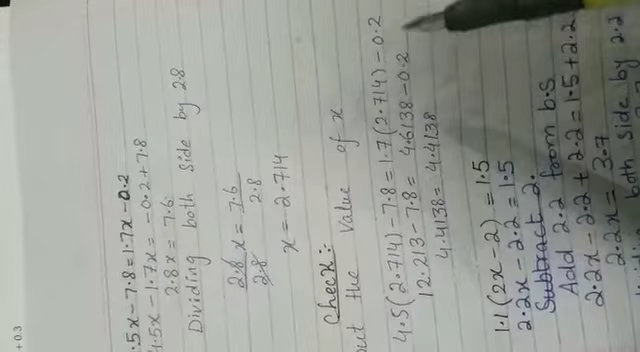 .5x-7.8=1.7x-0.2
4.5x-1.7x=-0.2+7.8
2.8x=7.6
Dividing both side by 2.8
2.8x=7.6
2.8 2.8
x=2.714
Check:-
put the value of x
4.5(2.714)-7.8=1.7(2.714)-0.2
12.213-7.8=4.6138-0.2
4.4138=4.4138
1.1(2x-2)=1.5
2.2x-2.2=1.5
Subtract 2.
Add 2.2 from b.s
2.2x-2.2+2.2=1.5+2.2
2.2x=3.7
both side by 2.2
+0.3